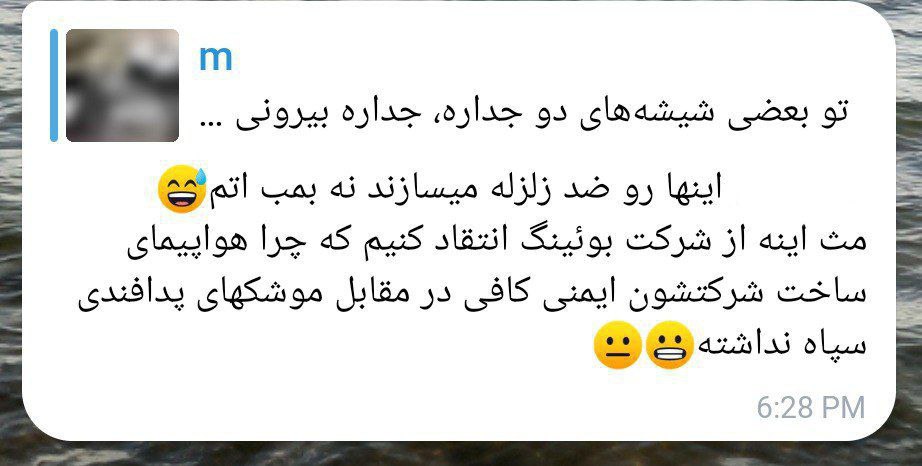 m
تو بعضی شیشه‌های دو جداره، جداره بیرونی ...
اینها رو ضد زلزله میسازند نه بمب اتم😅
مث اینه از شرکت بوئینگ انتقاد کنیم که چرا هواپیمای
ساخت شرکتشون ایمنی کافی در مقابل موشکهای پدافندی
سپاه نداشته😬😐
6:28 PM